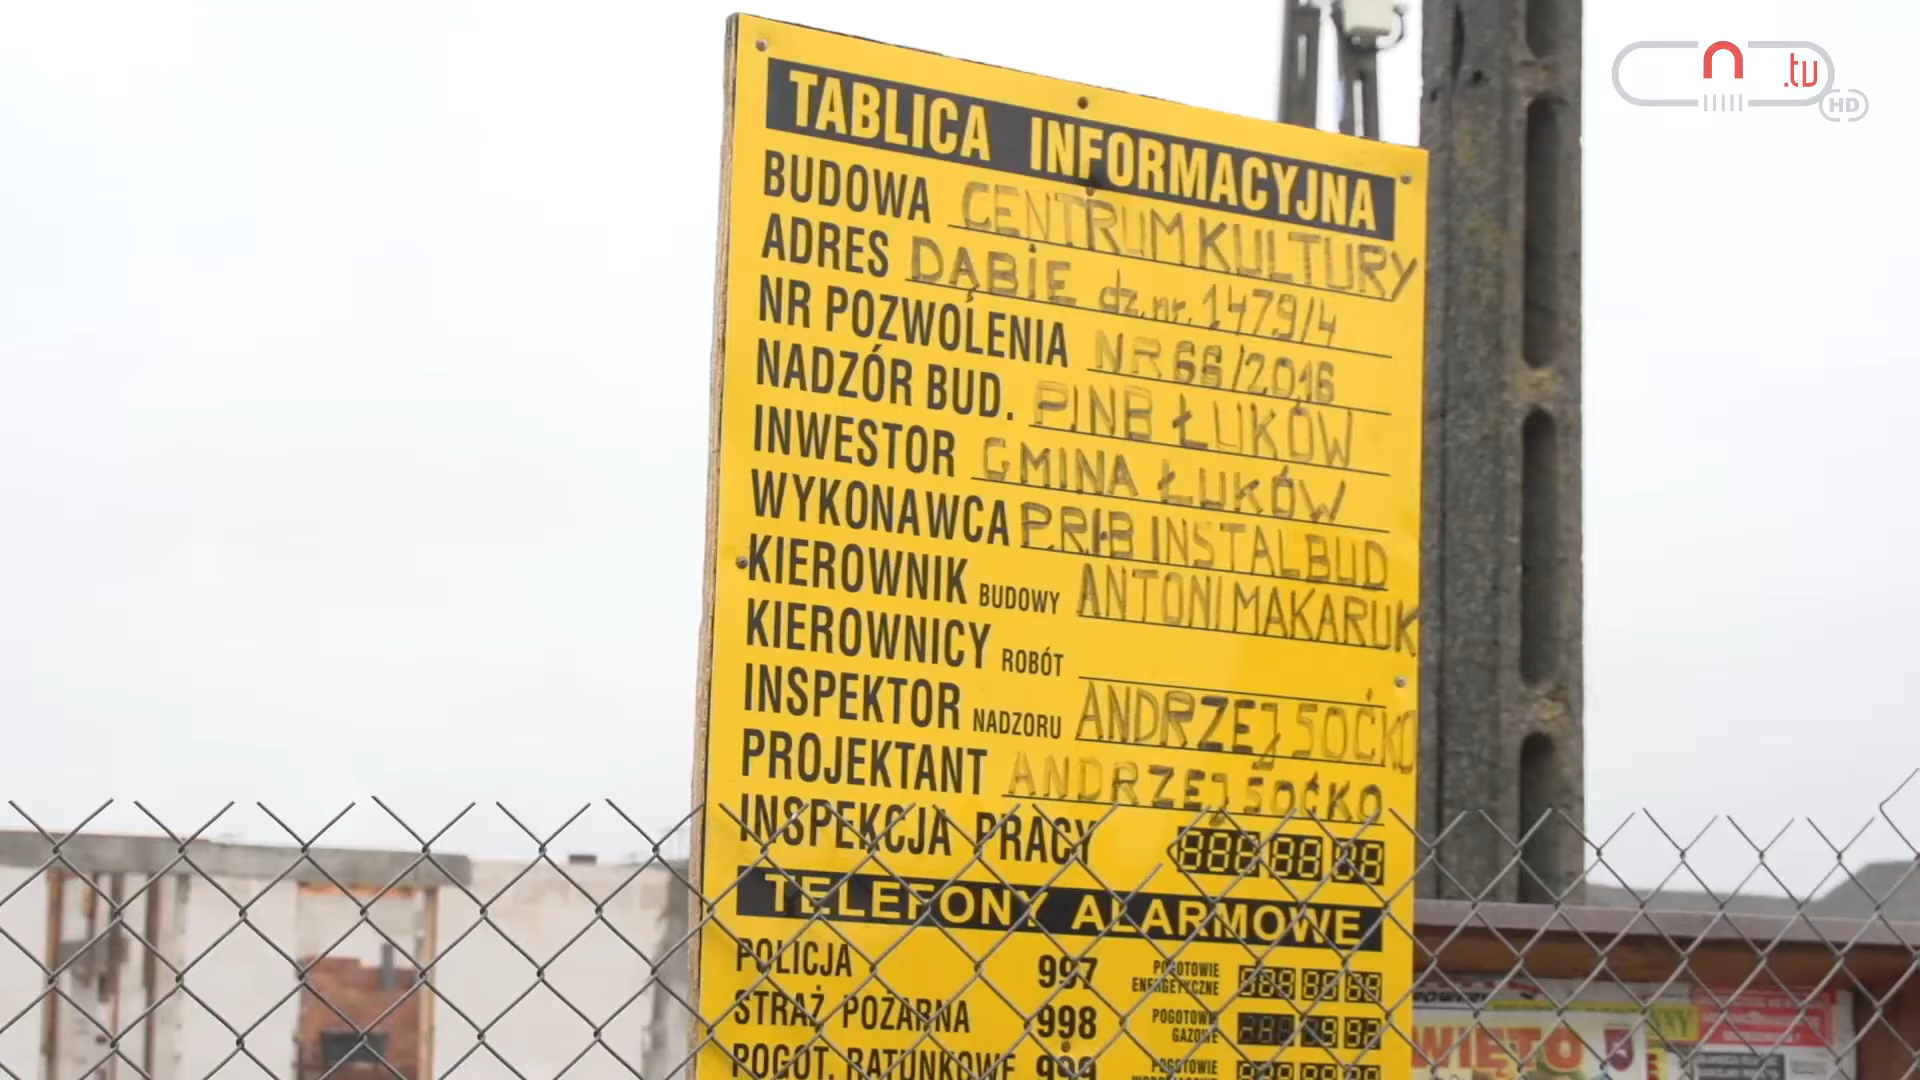 TABLICA INFORMACYJNA
BUDOWA CENTRUM KULTURY
ADRES DĄBIE dz.nr. 1479/4
NR POZWOLENIA NR 66/2016
NADZÓR BUD. P.I.N.B ŁUKÓW
INWESTOR GMINA ŁUKÓW
WYKONAWCA P.R.I-B INSTALBUD
KIEROWNIK BUDOWY ANTONI MAKARUK
KIEROWNICY ROBÓT
INSPEKTOR NADZORU ANDRZEJ SOĆKO
PROJEKTANT ANDRZEJ SOĆKO
INSPEKCJA PRACY
TELEFONY ALARMOWE
POLICJA 997 POGOTOWIE ENERGETYCZNE
STRAŻ POŻARNA 998 POGOTOWIE GAZOWE 992
POGOT. RATUNKOWE 999 POGOTOWIE
n .tv HD